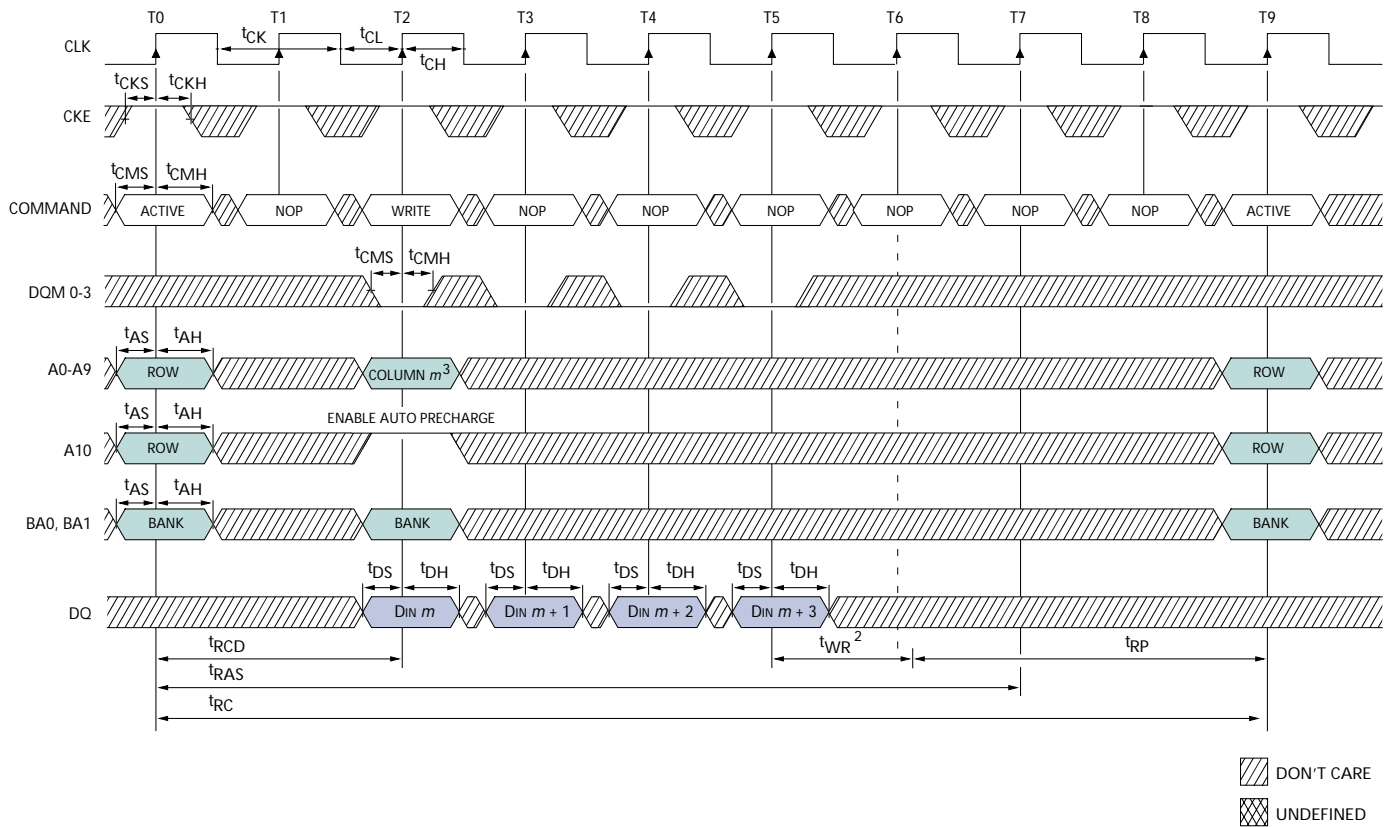 T0 T1 T2 T3 T4 T5 T6 T7 T8 T9
CLK
tCK tCL
tCH
tCKS tCKH
CKE
tCMS tCMH
COMMAND ACTIVE NOP WRITE NOP NOP NOP NOP NOP NOP ACTIVE
tCMS tCMH
DQM 0-3
tAS tAH
A0-A9 ROW COLUMN m3 ROW
tAS tAH ENABLE AUTO PRECHARGE
A10 ROW ROW
tAS tAH
BA0, BA1 BANK BANK BANK
tDS tDH tDS tDH tDS tDH tDS tDH
DQ DIN m DIN m + 1 DIN m + 2 DIN m + 3
tRCD tWR 2 tRP
tRAS
tRC
DON'T CARE
UNDEFINED